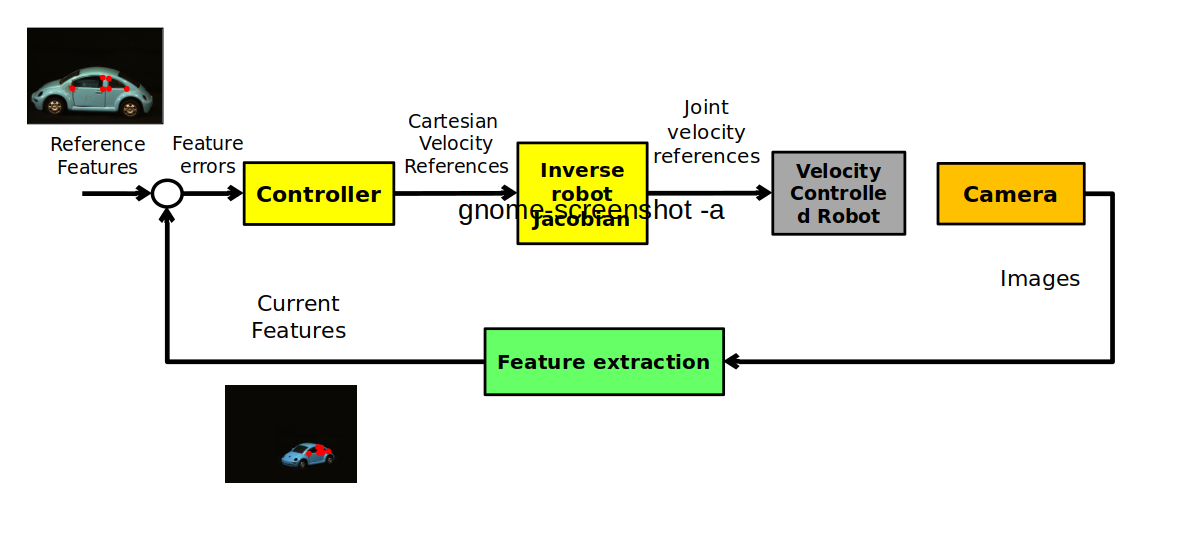 Reference
Features
Feature
errors
Controller
Cartesian
Velocity
References
Inverse
robot
Jacobian
gnome-screenshot -a
Joint
velocity
references
Velocity
Controlle
d Robot
Camera
Images
Feature extraction
Current
Features